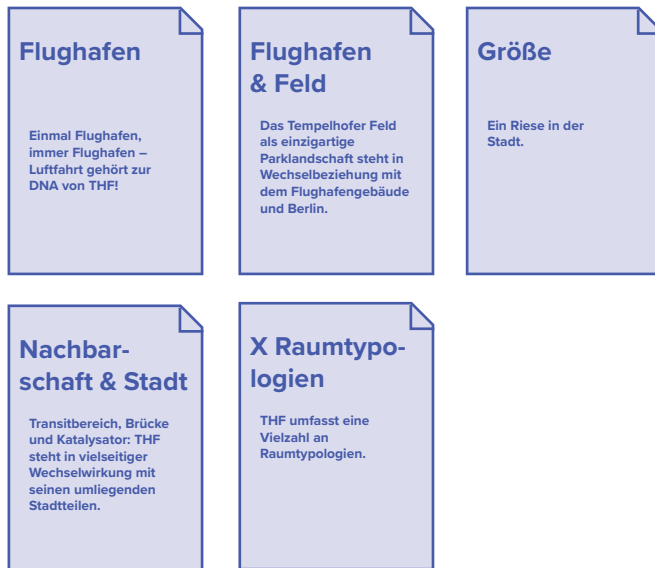 Flughafen
Einmal Flughafen,
immer Flughafen –
Luftfahrt gehört zur
DNA von THF!
Flughafen
& Feld
Das Tempelhofer Feld
als einzigartige
Parklandschaft steht in
Wechselbeziehung mit
dem Flughafengebäude
und Berlin.
Größe
Ein Riese in der
Stadt.
Nachbar-
schaft & Stadt
Transitbereich, Brücke
und Katalysator: THF
steht in vielseitiger
Wechselwirkung mit
seinen umliegenden
Stadtteilen.
X Raumtypo-
logien
THF umfasst eine
Vielzahl an
Raumtypologien.